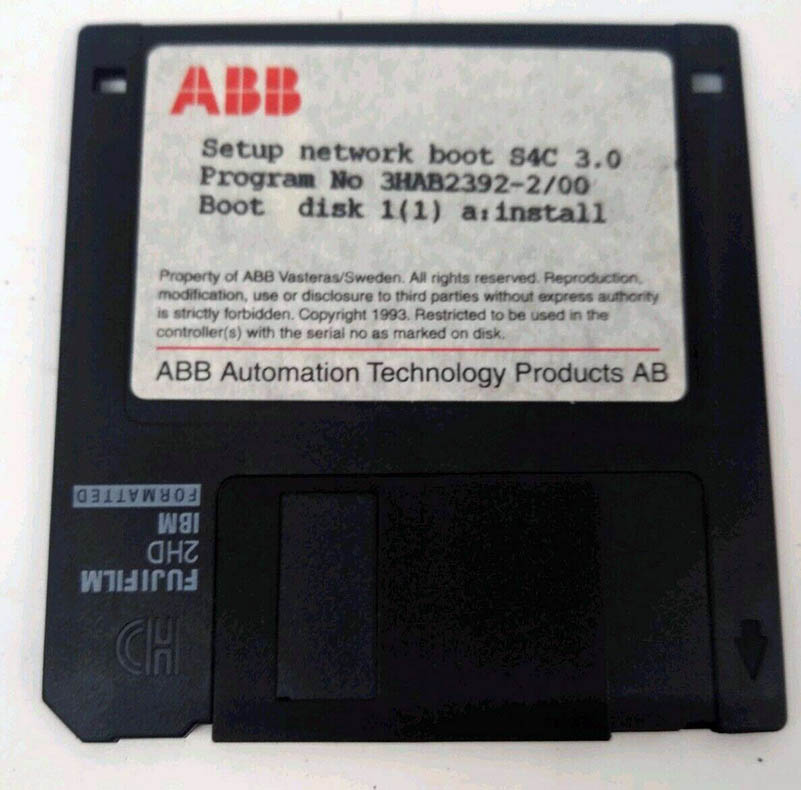 ABB
Setup network boot S4C 3.0
Program No 3HAB2392-2/00
Boot disk 1(1) a:install
Property of ABB Vasteras/Sweden. All rights reserved. Reproduction,
modification, use or disclosure to third parties without express authority
is strictly forbidden. Copyright 1993. Restricted to be used in the
controller(s) with the serial no as marked on disk.
ABB Automation Technology Products AB
FORMATTED
IBM
2HD
FUJIFILM
HD